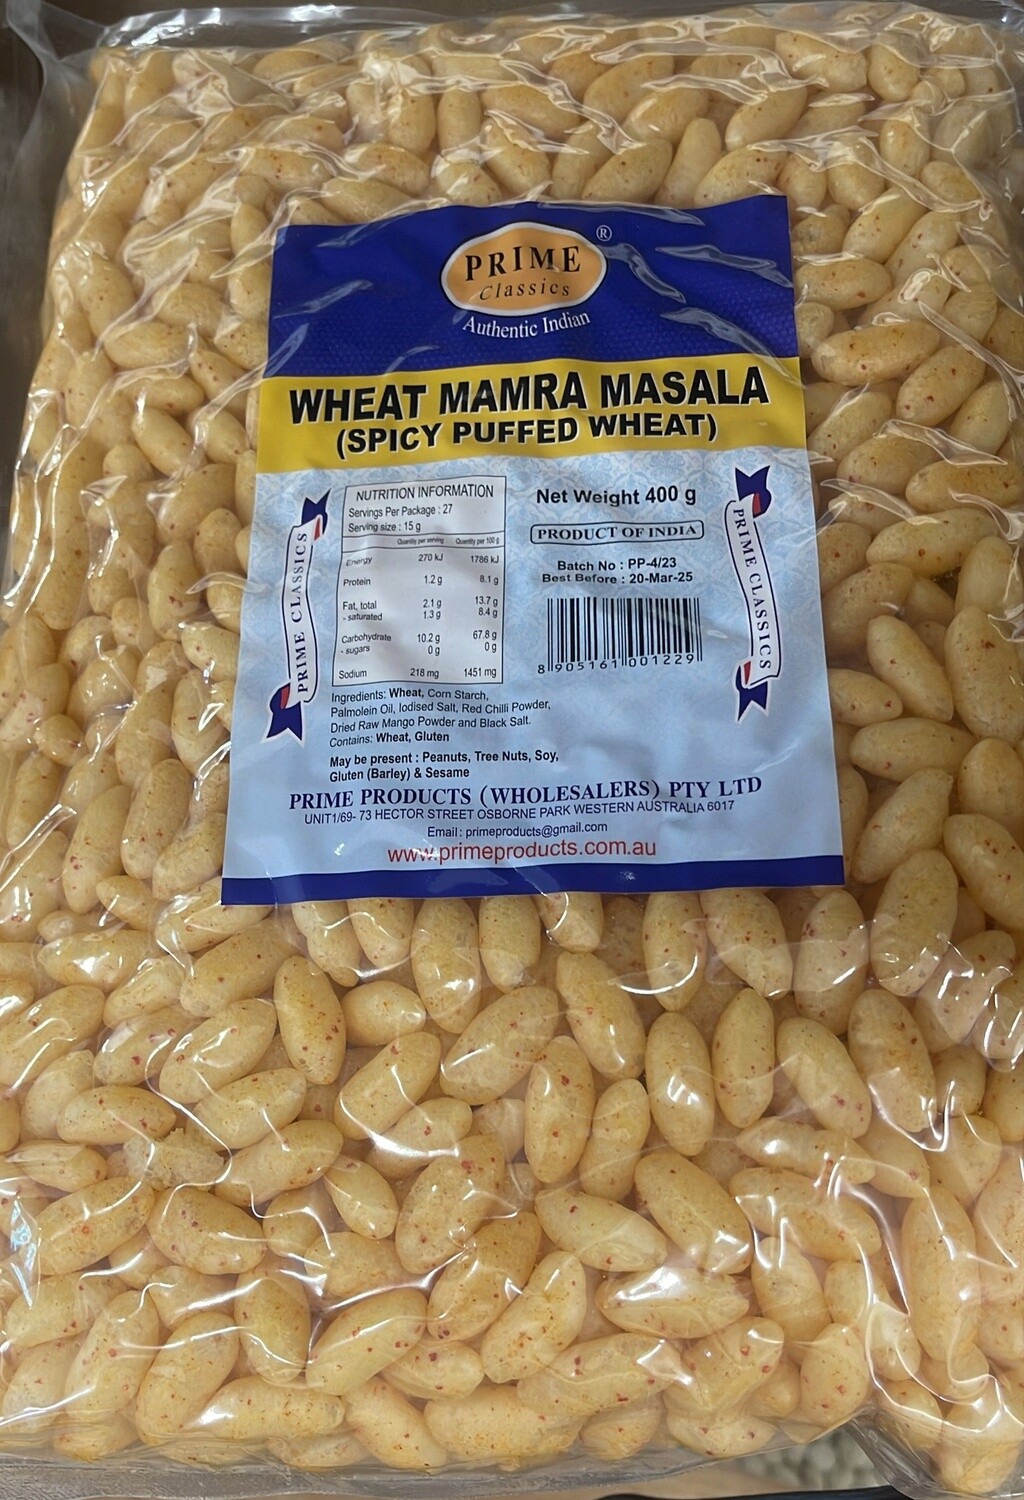 PRIME ®
Classics
Authentic Indian
WHEAT MAMRA MASALA
(SPICY PUFFED WHEAT)
PRIME CLASSICS
NUTRITION INFORMATION
Servings Per Package : 27
Serving size : 15 g
Quantity per serving Quantity per 100 g
Energy 270 kJ 1786 kJ
Protein 1.2 g 8.1 g
Fat, total 2.1 g 13.7 g
- saturated 1.3 g 8.4 g
Carbohydrate 10.2 g 67.8 g
- sugars 0 g 0 g
Sodium 218 mg 1451 mg
Net Weight 400 g
PRODUCT OF INDIA
Batch No : PP-4/23
Best Before : 20-Mar-25
8 905161 001229
PRIME CLASSICS
Ingredients: Wheat, Corn Starch,
Palmolein Oil, Iodised Salt, Red Chilli Powder,
Dried Raw Mango Powder and Black Salt.
Contains: Wheat, Gluten
May be present : Peanuts, Tree Nuts, Soy,
Gluten (Barley) & Sesame
PRIME PRODUCTS (WHOLESALERS) PTY LTD
UNIT1/69- 73 HECTOR STREET OSBORNE PARK WESTERN AUSTRALIA 6017
Email : primeproducts@gmail.com
www.primeproducts.com.au